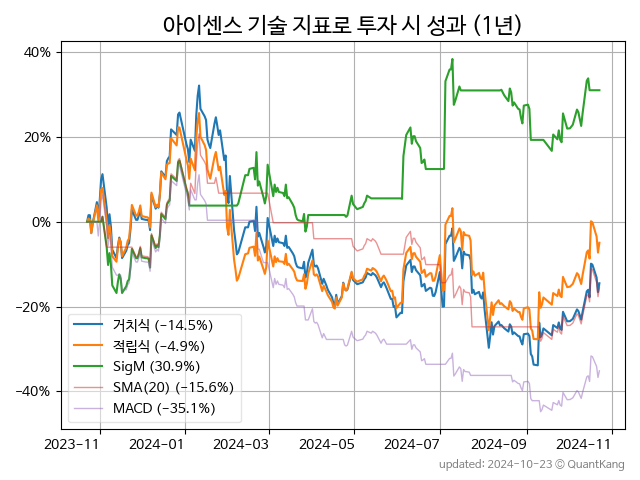 아이센스 기술 지표로 투자 시 성과 (1년)
40%
20%
0%
−20%
−40%
거치식 (−14.5%)
적립식 (−4.9%)
SigM (30.9%)
SMA(20) (−15.6%)
MACD (−35.1%)
2023-11 2024-01 2024-03 2024-05 2024-07 2024-09 2024-11
updated: 2024-10-23 ⓒ QuantKang